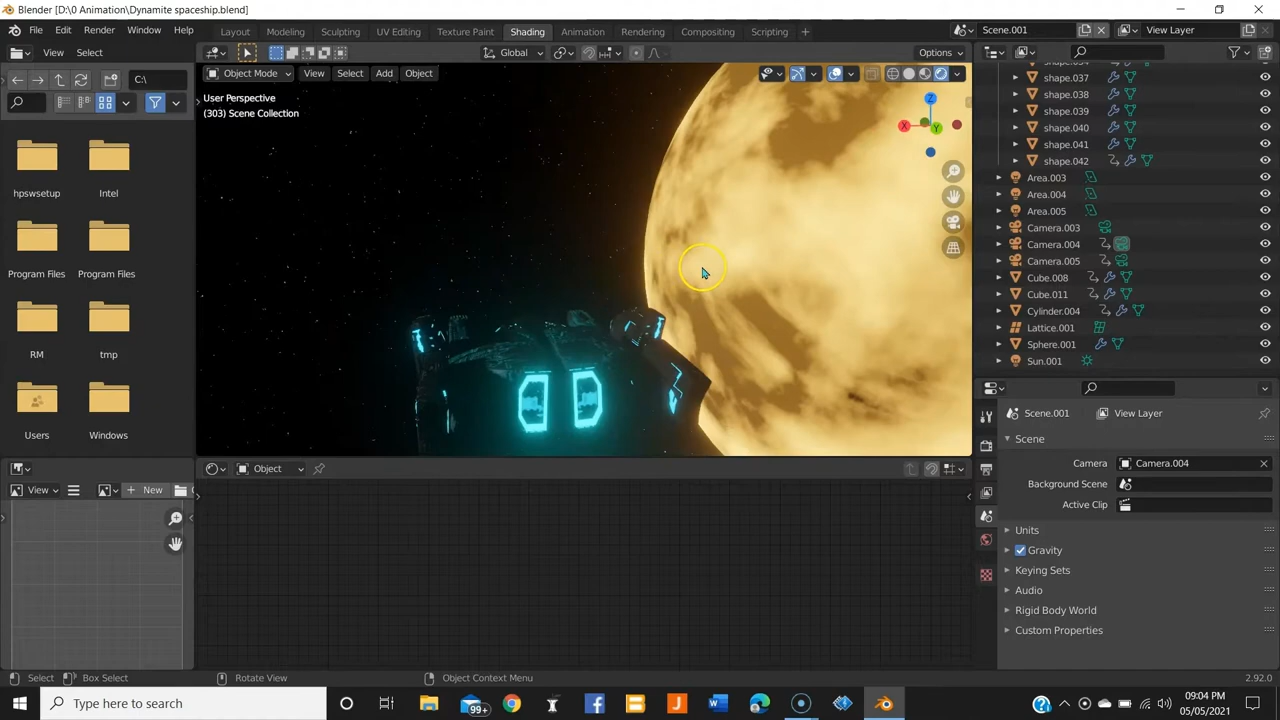 Blender [D:\0 Animation\Dynamite spaceship.blend]
File Edit Render Window Help Layout Modeling Sculpting UV Editing Texture Paint Shading Animation Rendering Compositing Scripting + Scene.001 View Layer
View Select Global Options
C:\ Object Mode View Select Add Object
User Perspective
(303) Scene Collection
Z
X Y
hpswsetup Intel
Program Files Program Files
RM tmp
Users Windows
shape.037
shape.038
shape.039
shape.040
shape.041
shape.042
Area.003
Area.004
Area.005
Camera.003
Camera.004
Camera.005
Cube.008
Cube.011
Cylinder.004
Lattice.001
Sphere.001
Sun.001
Scene.001 View Layer
Scene
Camera Camera.004
Background Scene
Active Clip
Units
Gravity
Keying Sets
Audio
Rigid Body World
Custom Properties
Object
View + New
Select Box Select Rotate View Object Context Menu 2.92.0
Type here to search 99+ 09:04 PM
05/05/2021